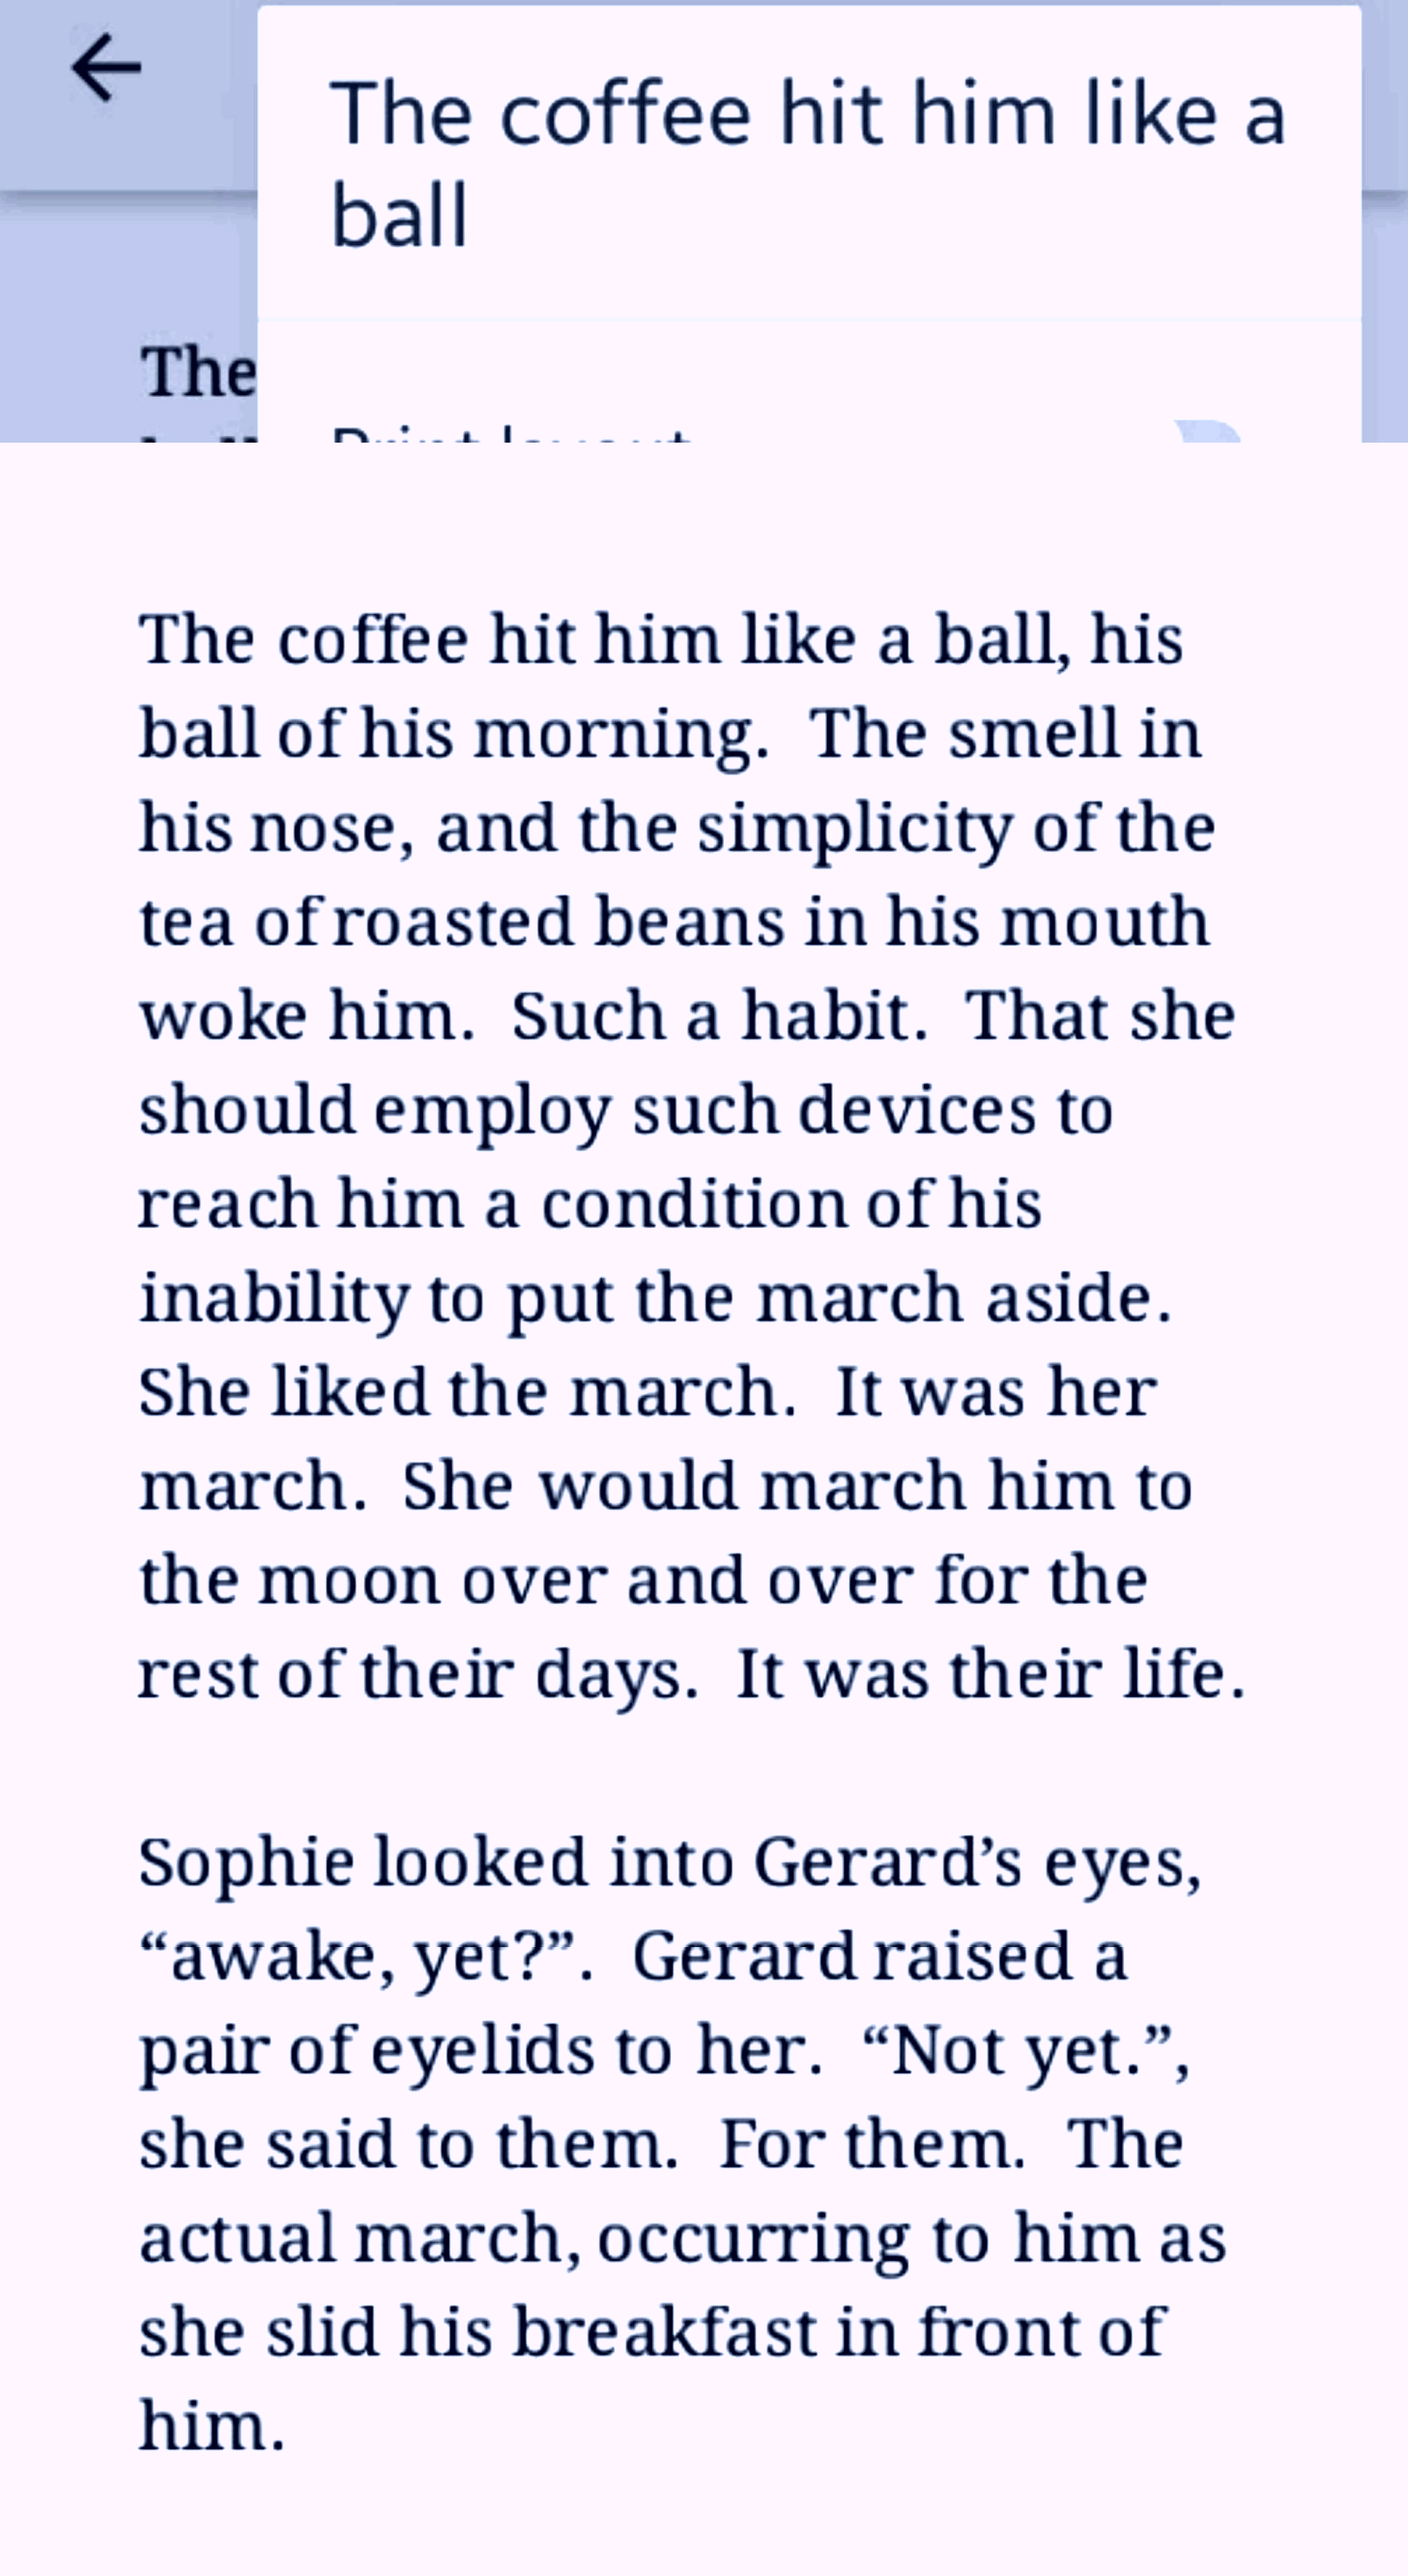 The coffee hit him like a
ball
The
Print layout
The coffee hit him like a ball, his
ball of his morning.  The smell in
his nose, and the simplicity of the
tea of roasted beans in his mouth
woke him.  Such a habit.  That she
should employ such devices to
reach him a condition of his
inability to put the march aside.
She liked the march.  It was her
march.  She would march him to
the moon over and over for the
rest of their days.  It was their life.
Sophie looked into Gerard’s eyes,
“awake, yet?”.  Gerard raised a
pair of eyelids to her.  “Not yet.”,
she said to them.  For them.  The
actual march, occurring to him as
she slid his breakfast in front of
him.